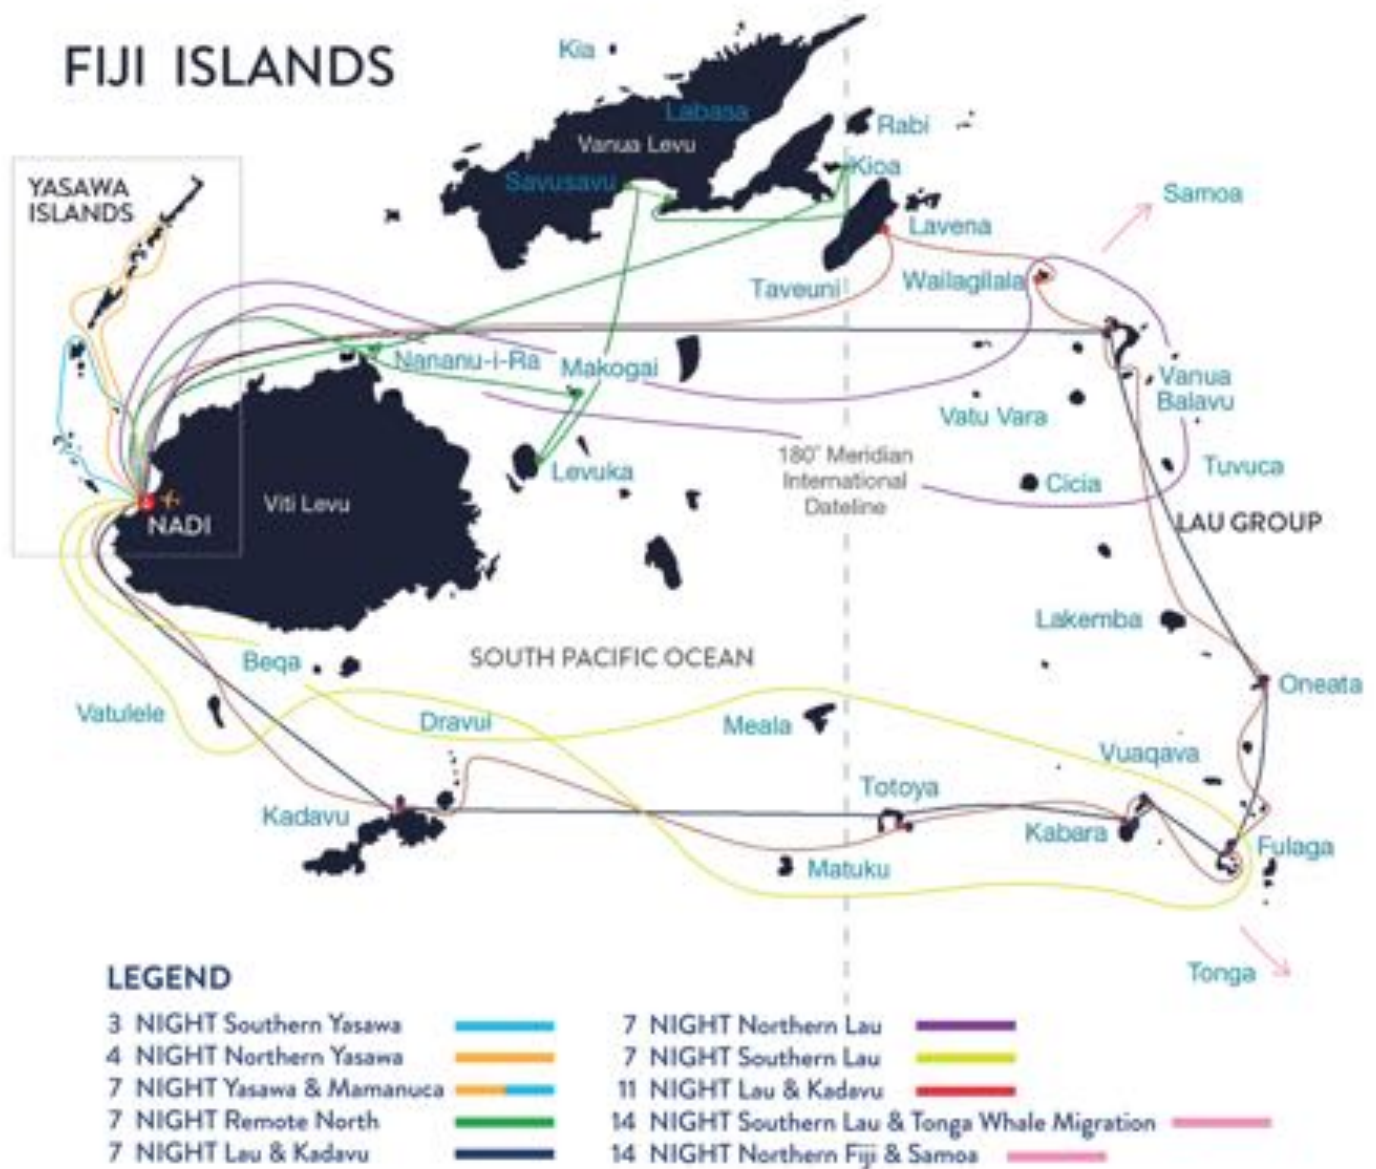 FIJI ISLANDS
Kia
Labasa
Rabi
Vanua Levu
Kioa
Savusavu
YASAWA
ISLANDS
Samoa
Lavena
Wailagilala
Taveuni
Nananu-i-Ra
Makogai
Vanua
Balavu
Vatu Vara
180° Meridian
International
Dateline
Levuka
Cicia
Tuvuca
Viti Levu
NADI
LAU GROUP
Lakemba
SOUTH PACIFIC OCEAN
Beqa
Oneata
Vatulele
Dravui
Meala
Vuaqava
Totoya
Kadavu
Kabara
Fulaga
Matuku
Tonga
LEGEND
3 NIGHT Southern Yasawa
4 NIGHT Northern Yasawa
7 NIGHT Yasawa & Mamanuca
7 NIGHT Remote North
7 NIGHT Lau & Kadavu
7 NIGHT Northern Lau
7 NIGHT Southern Lau
11 NIGHT Lau & Kadavu
14 NIGHT Southern Lau & Tonga Whale Migration
14 NIGHT Northern Fiji & Samoa